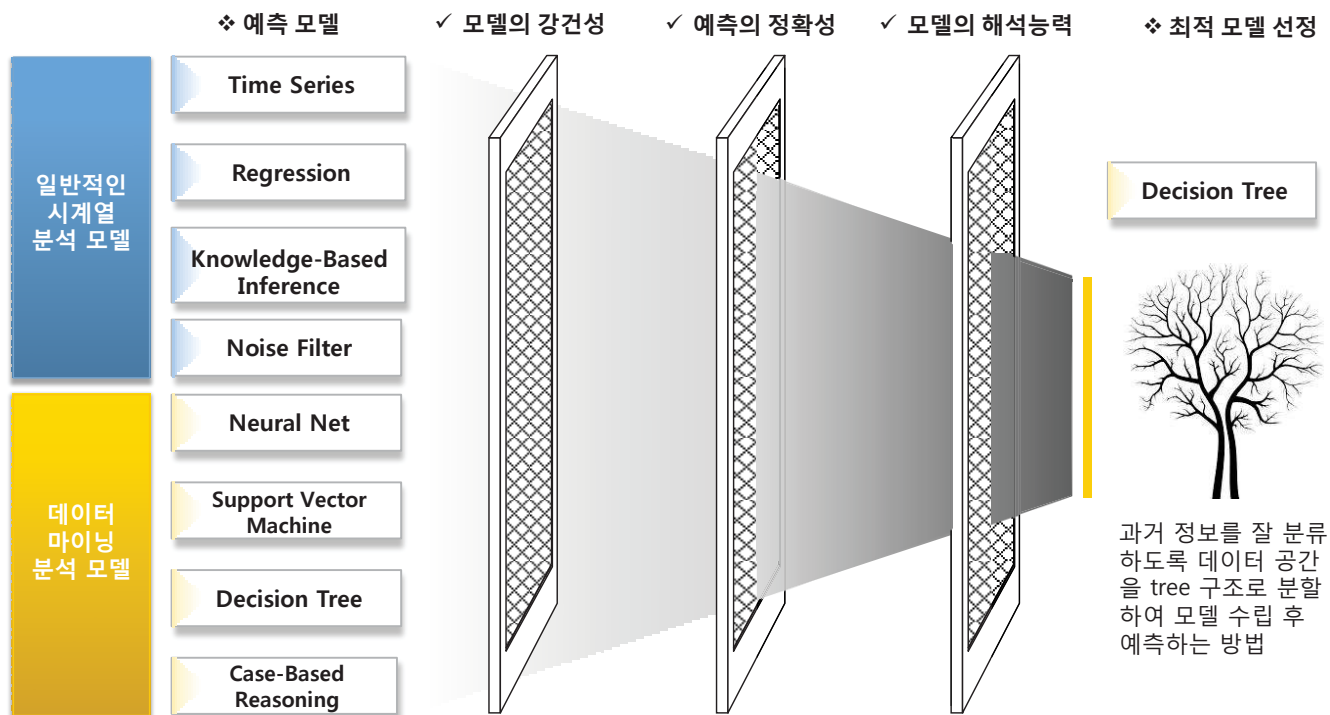 ❖ 예측 모델
✓ 모델의 강건성
✓ 예측의 정확성
✓ 모델의 해석능력
❖ 최적 모델 선정
일반적인
시계열
분석 모델
Time Series
Regression
Knowledge-Based
Inference
Noise Filter
데이터
마이닝
분석 모델
Neural Net
Support Vector
Machine
Decision Tree
Case-Based
Reasoning
Decision Tree
과거 정보를 잘 분류
하도록 데이터 공간
을 tree 구조로 분할
하여 모델 수립 후
예측하는 방법